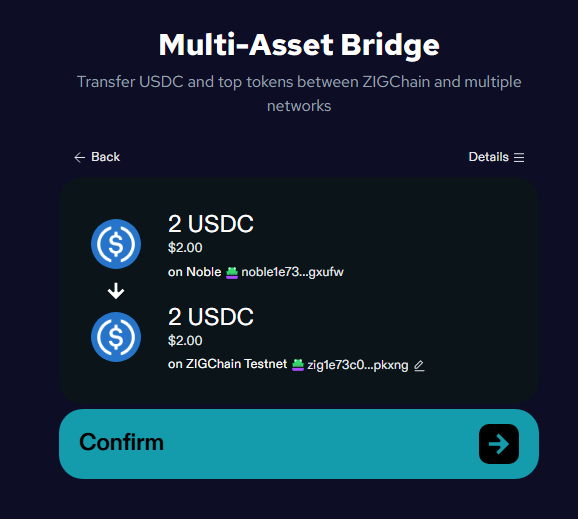 Multi-Asset Bridge
Transfer USDC and top tokens between ZIGChain and multiple
networks
Back
Details
2 USDC
$2.00
on Noble noble1e73...gxufw
2 USDC
$2.00
on ZIGChain Testnet zig1e73c0...pkxng
Confirm